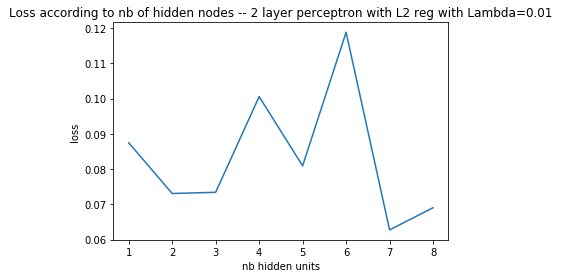 Loss according to nb of hidden nodes -- 2 layer perceptron with L2 reg with Lambda=0.01
0.12
0.11
0.10
0.09
0.08
0.07
0.06
loss
1 2 3 4 5 6 7 8
nb hidden units